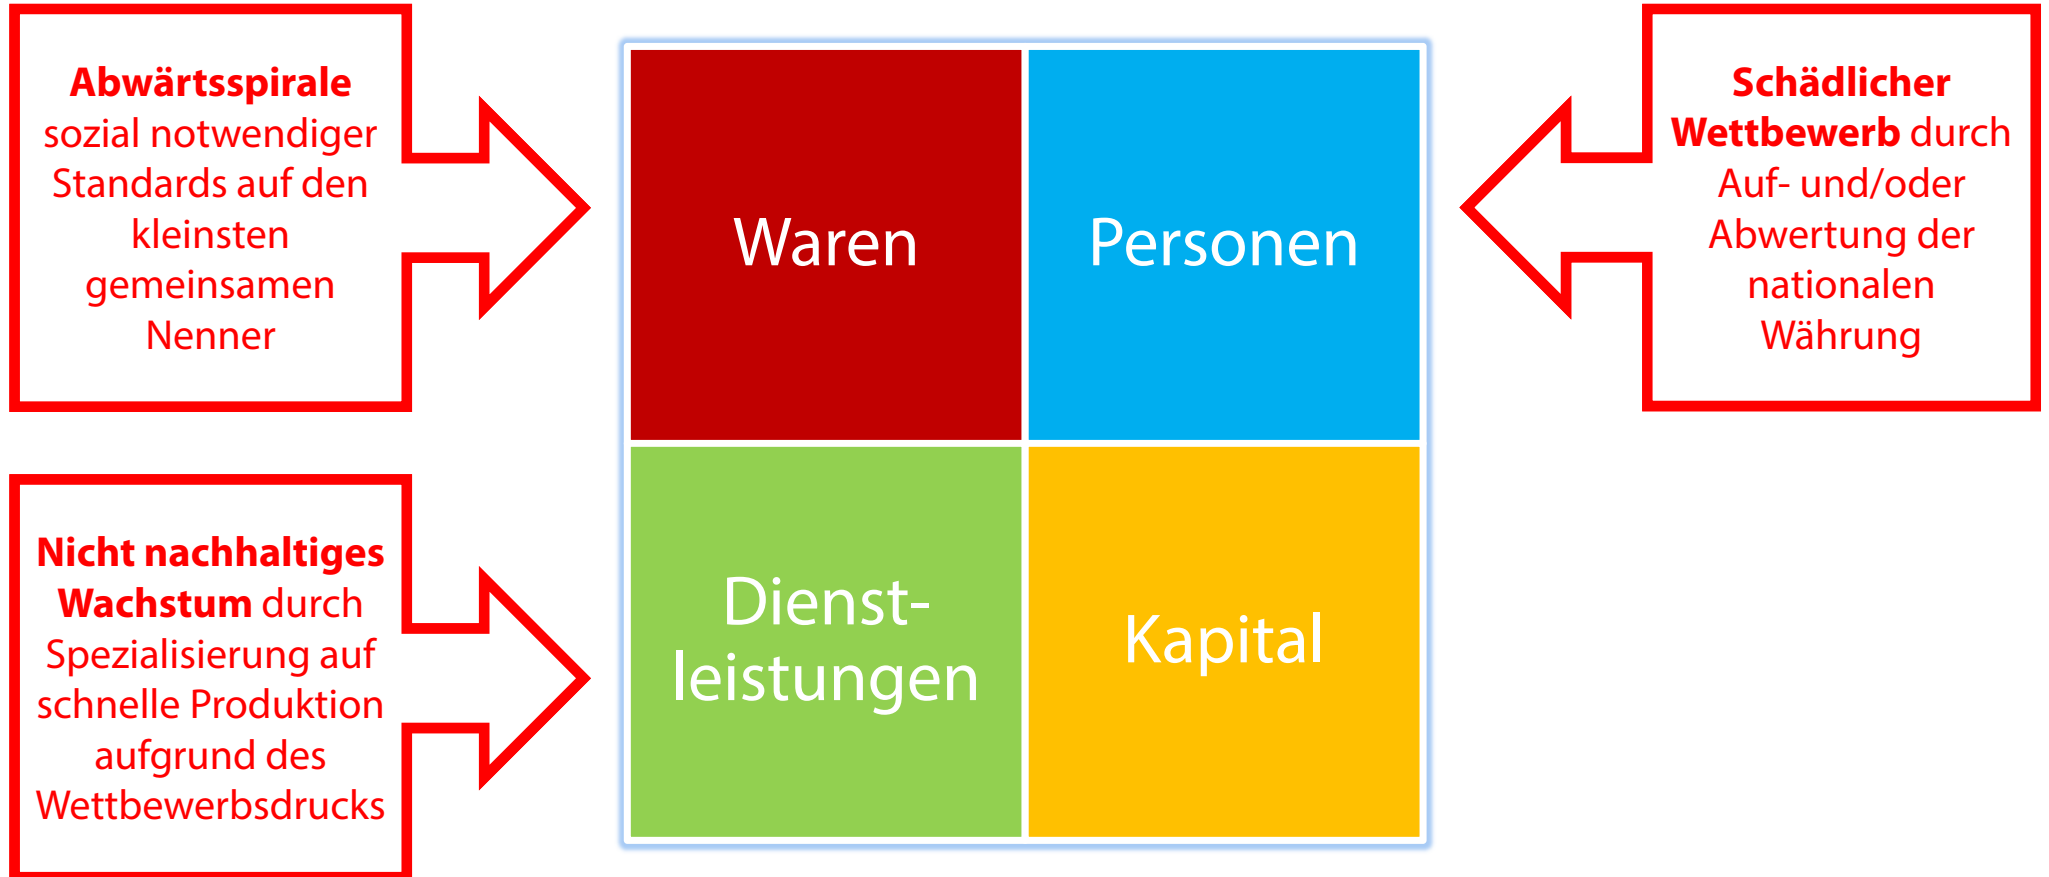 Abwärtsspirale
sozial notwendiger
Standards auf den
kleinsten
gemeinsamen
Nenner
Waren
Personen
Schädlicher
Wettbewerb durch
Auf- und/oder
Abwertung der
nationalen
Währung
Nicht nachhaltiges
Wachstum durch
Spezialisierung auf
schnelle Produktion
aufgrund des
Wettbewerbsdrucks
Dienst-
leistungen
Kapital